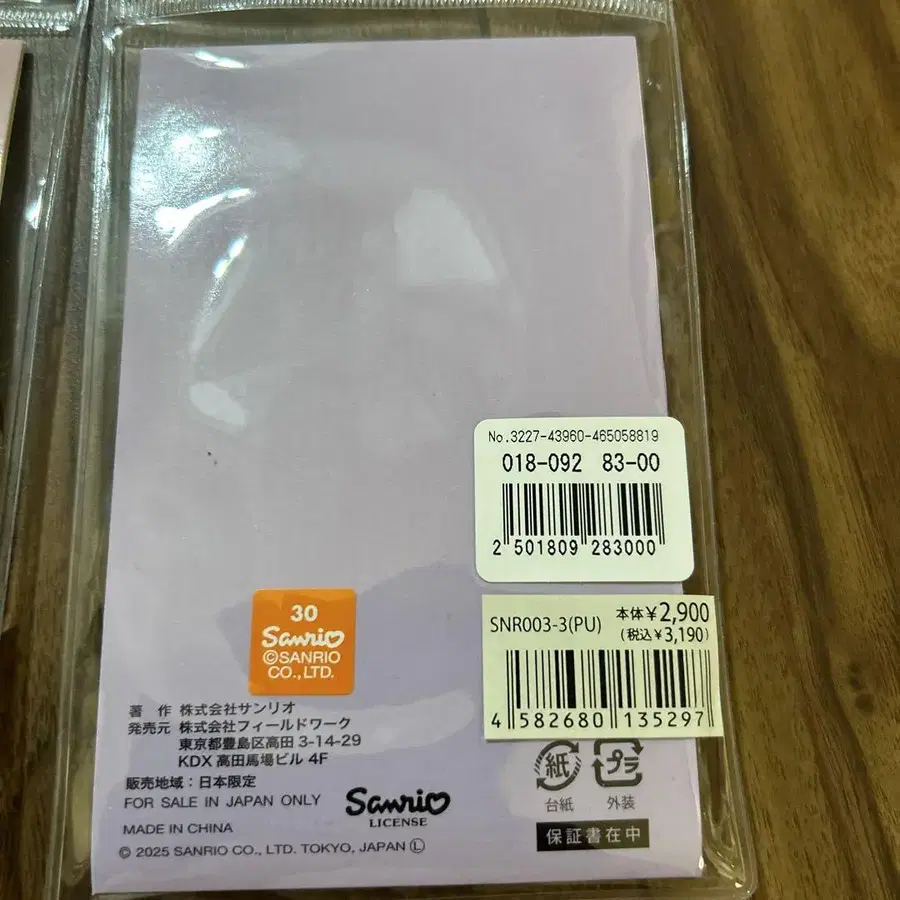 No.3227-43960-465058819
018-092 83-00
2 501809 283000
SNR003-3(PU)
本体¥2,900
(税込¥3,190)
4 582680 135297
30
Sanrio
©SANRIO
CO., LTD.
著 作 株式会社サンリオ
発売元 株式会社フィールドワーク
東京都豊島区高田 3-14-29
KDX 高田馬場ビル 4F
販売地域：日本限定
FOR SALE IN JAPAN ONLY
Sanrio
LICENSE
MADE IN CHINA
© 2025 SANRIO CO., LTD. TOKYO, JAPAN Ⓛ
紙
台紙
プラ
外装
保証書在中